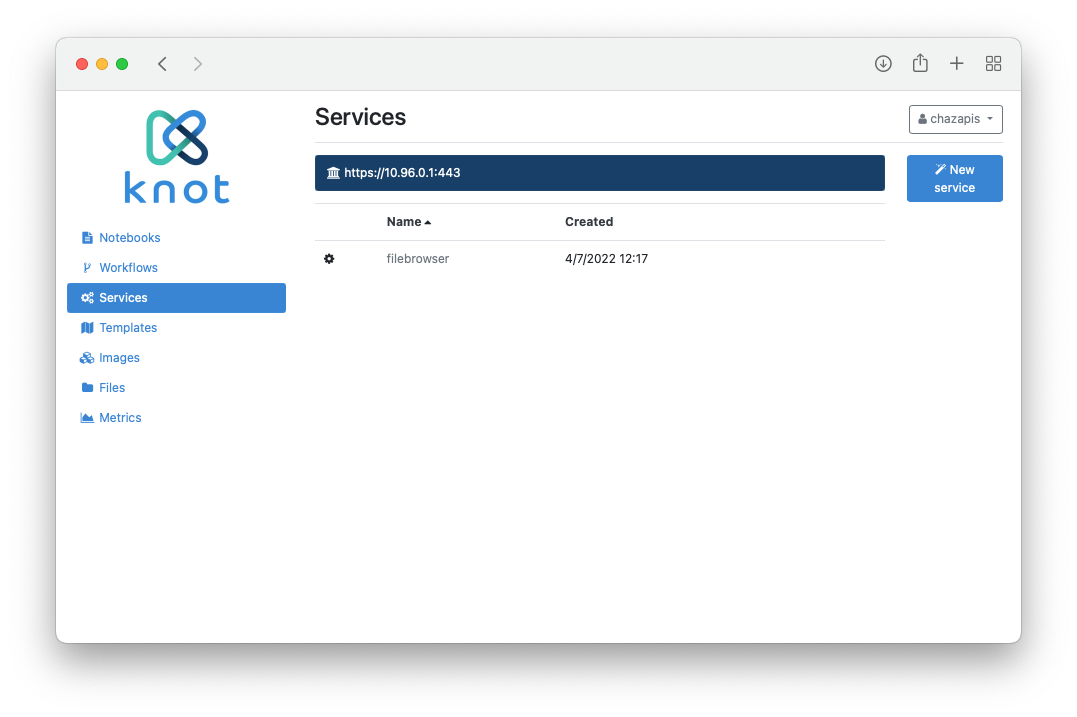 knot
Notebooks
Workflows
Services
Templates
Images
Files
Metrics
Services
chazapis
https://10.96.0.1:443
New
service
Name Created
filebrowser 4/7/2022 12:17